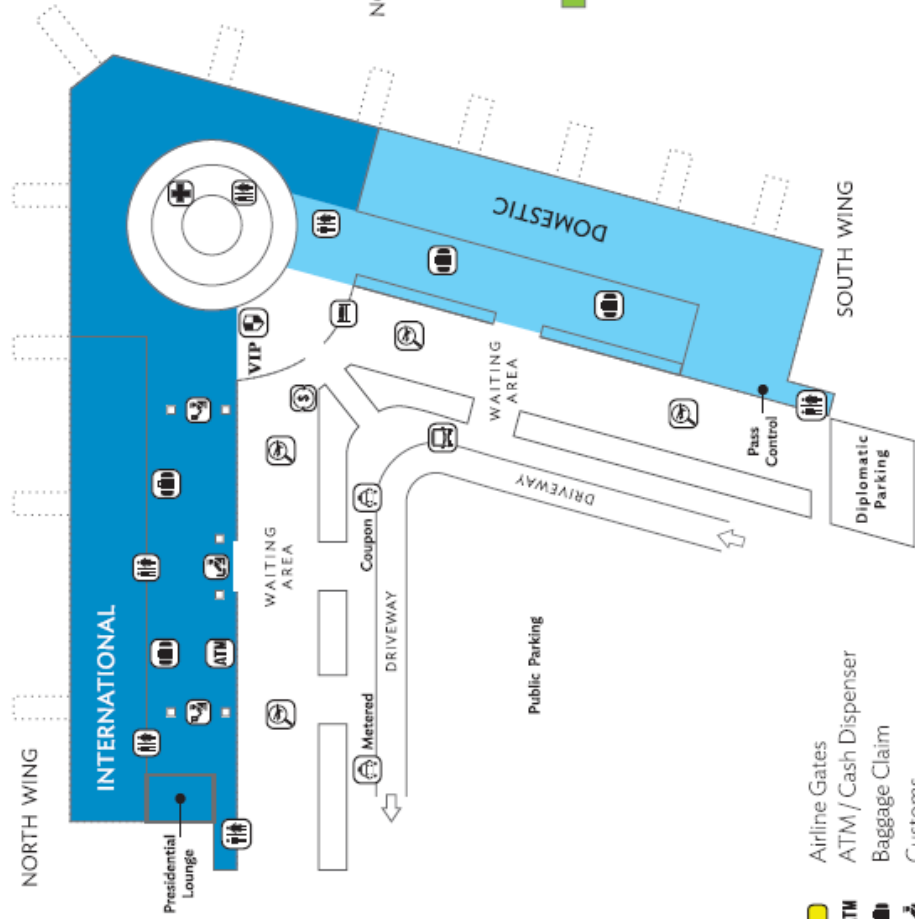 NORTH WING
INTERNATIONAL
Presidential
Lounge
ATM
VIP
$
WAITING
AREA
Metered
Coupon
DRIVEWAY
DOMESTIC
SOUTH WING
WAITING
AREA
DRIVEWAY
Pass
Control
Diplomatic
Parking
Public Parking
Airline Gates
ATM / Cash Dispenser
Baggage Claim